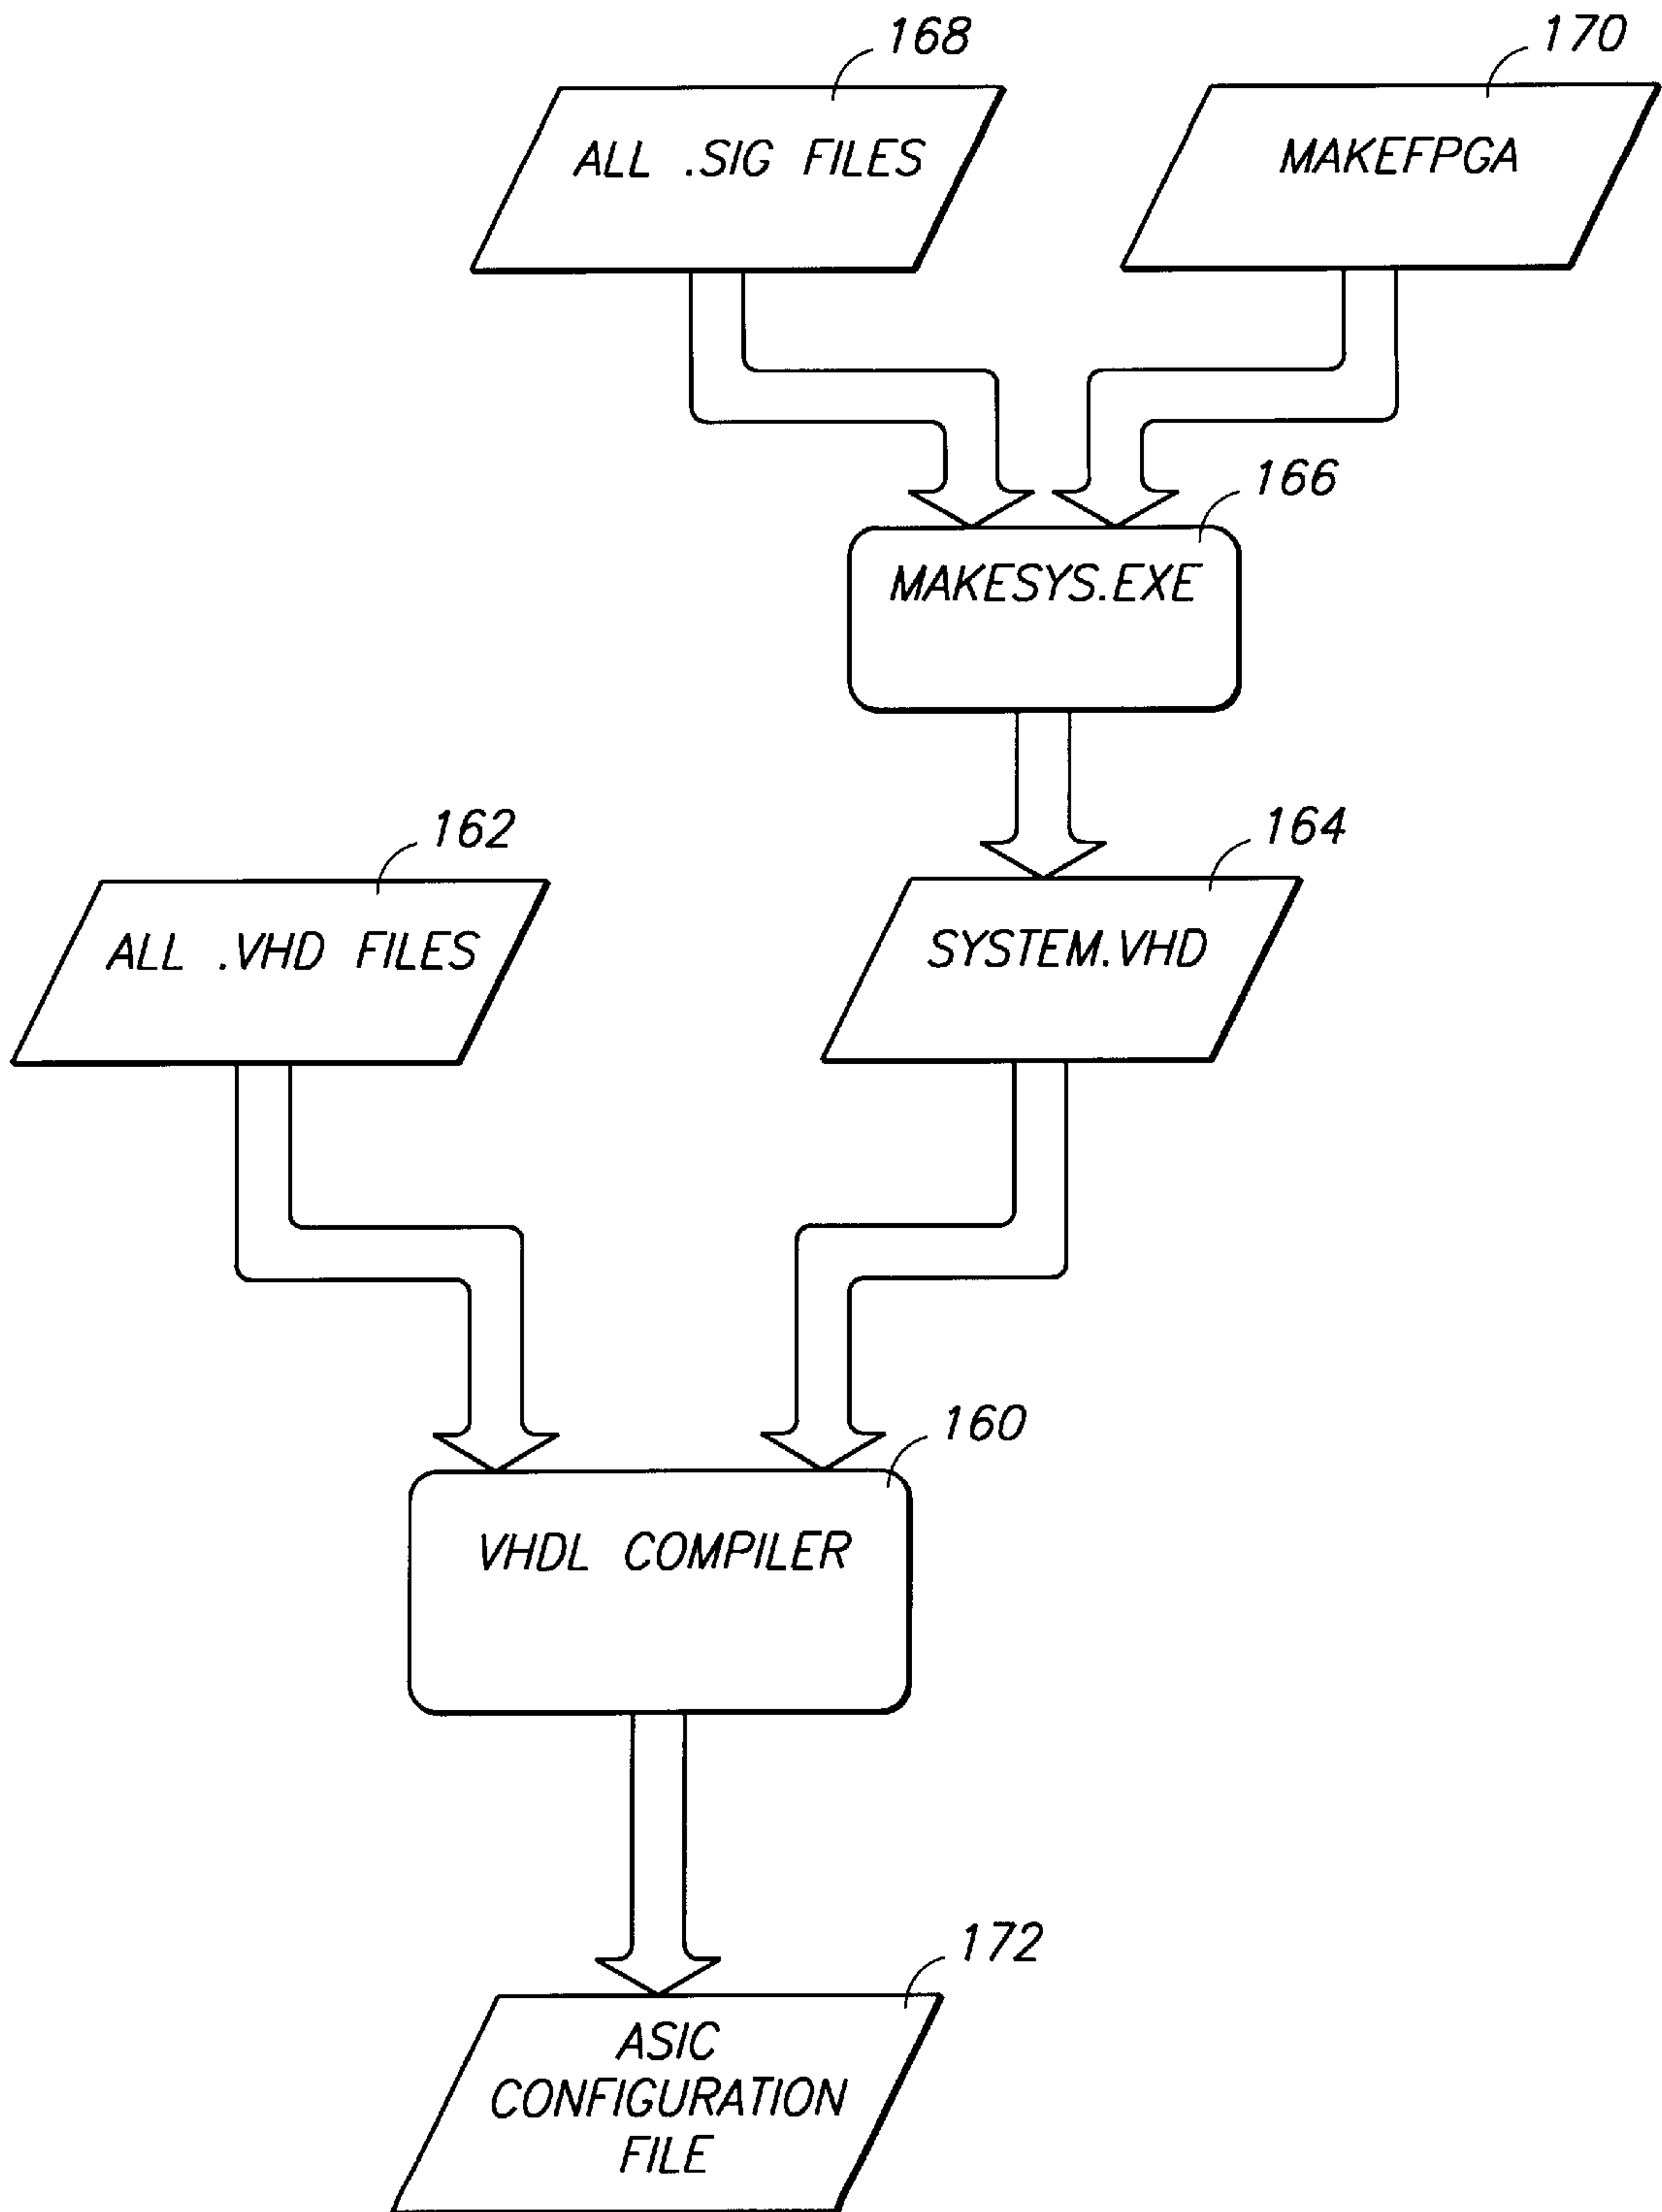 168
170
ALL .SIG FILES
MAKEFPGA
166
MAKESYS.EXE
162
164
ALL .VHD FILES
SYSTEM.VHD
160
VHDL COMPILER
172
ASIC
CONFIGURATION
FILE